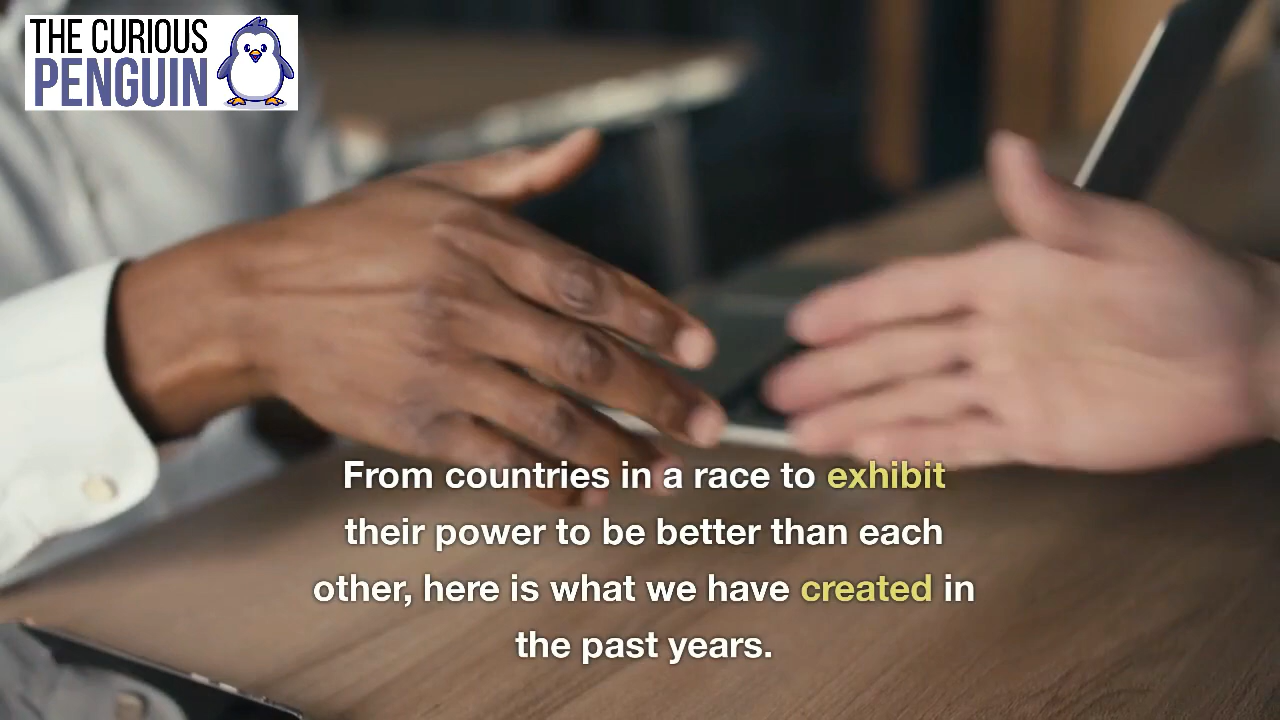 THE CURIOUS
PENGUIN
From countries in a race to exhibit
their power to be better than each
other, here is what we have created in
the past years.